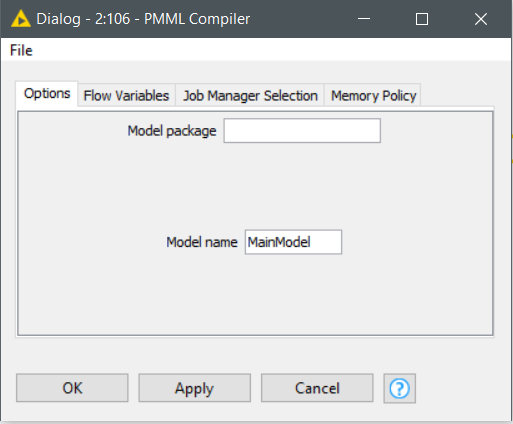 Dialog - 2:106 - PMML Compiler
File
Options Flow Variables Job Manager Selection Memory Policy
Model package
Model name MainModel
OK Apply Cancel ?